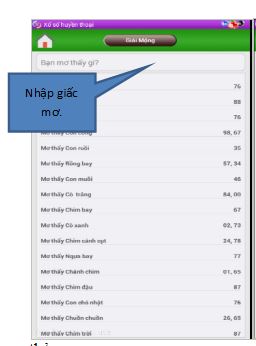 Xổ số huyền thoại
Giải Mộng
Bạn mơ thấy gì?
Nhập giấc
mơ.
76
88
76
Mơ thấy Con công 98, 67
Mơ thấy Con ruồi 35
Mơ thấy Rồng bay 57, 34
Mơ thấy Con muỗi 46
Mơ thấy Cò trắng 84, 00
Mơ thấy Chim bay 67
Mơ thấy Cò xanh 02, 73
Mơ thấy Chim cánh cụt 24, 78
Mơ thấy Ngựa bay 77
Mơ thấy Chánh chim 01, 65
Mơ thấy Chim đậu 87
Mơ thấy Con chó nhật 76
Mơ thấy Chuồn chuồn 26, 65
Mơ thấy Chim trời 87